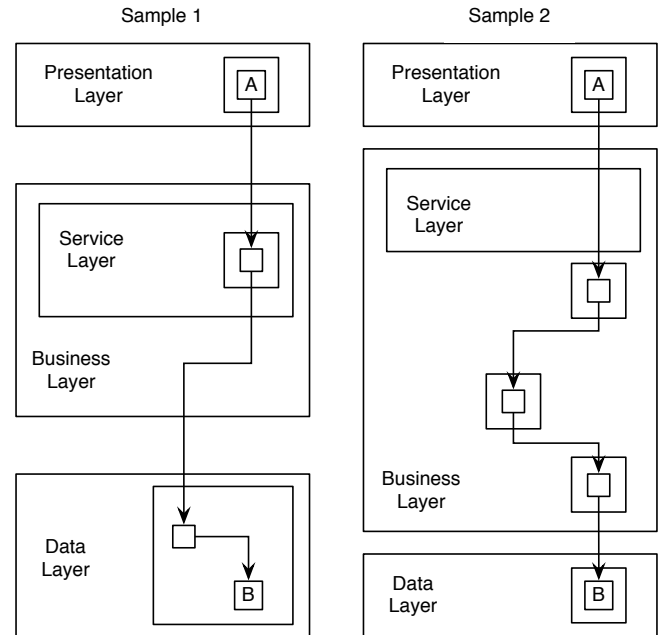 Sample 1
Presentation
Layer
A
Service
Layer
Business
Layer
Data
Layer
B
Sample 2
Presentation
Layer
A
Service
Layer
Business
Layer
Data
Layer
B